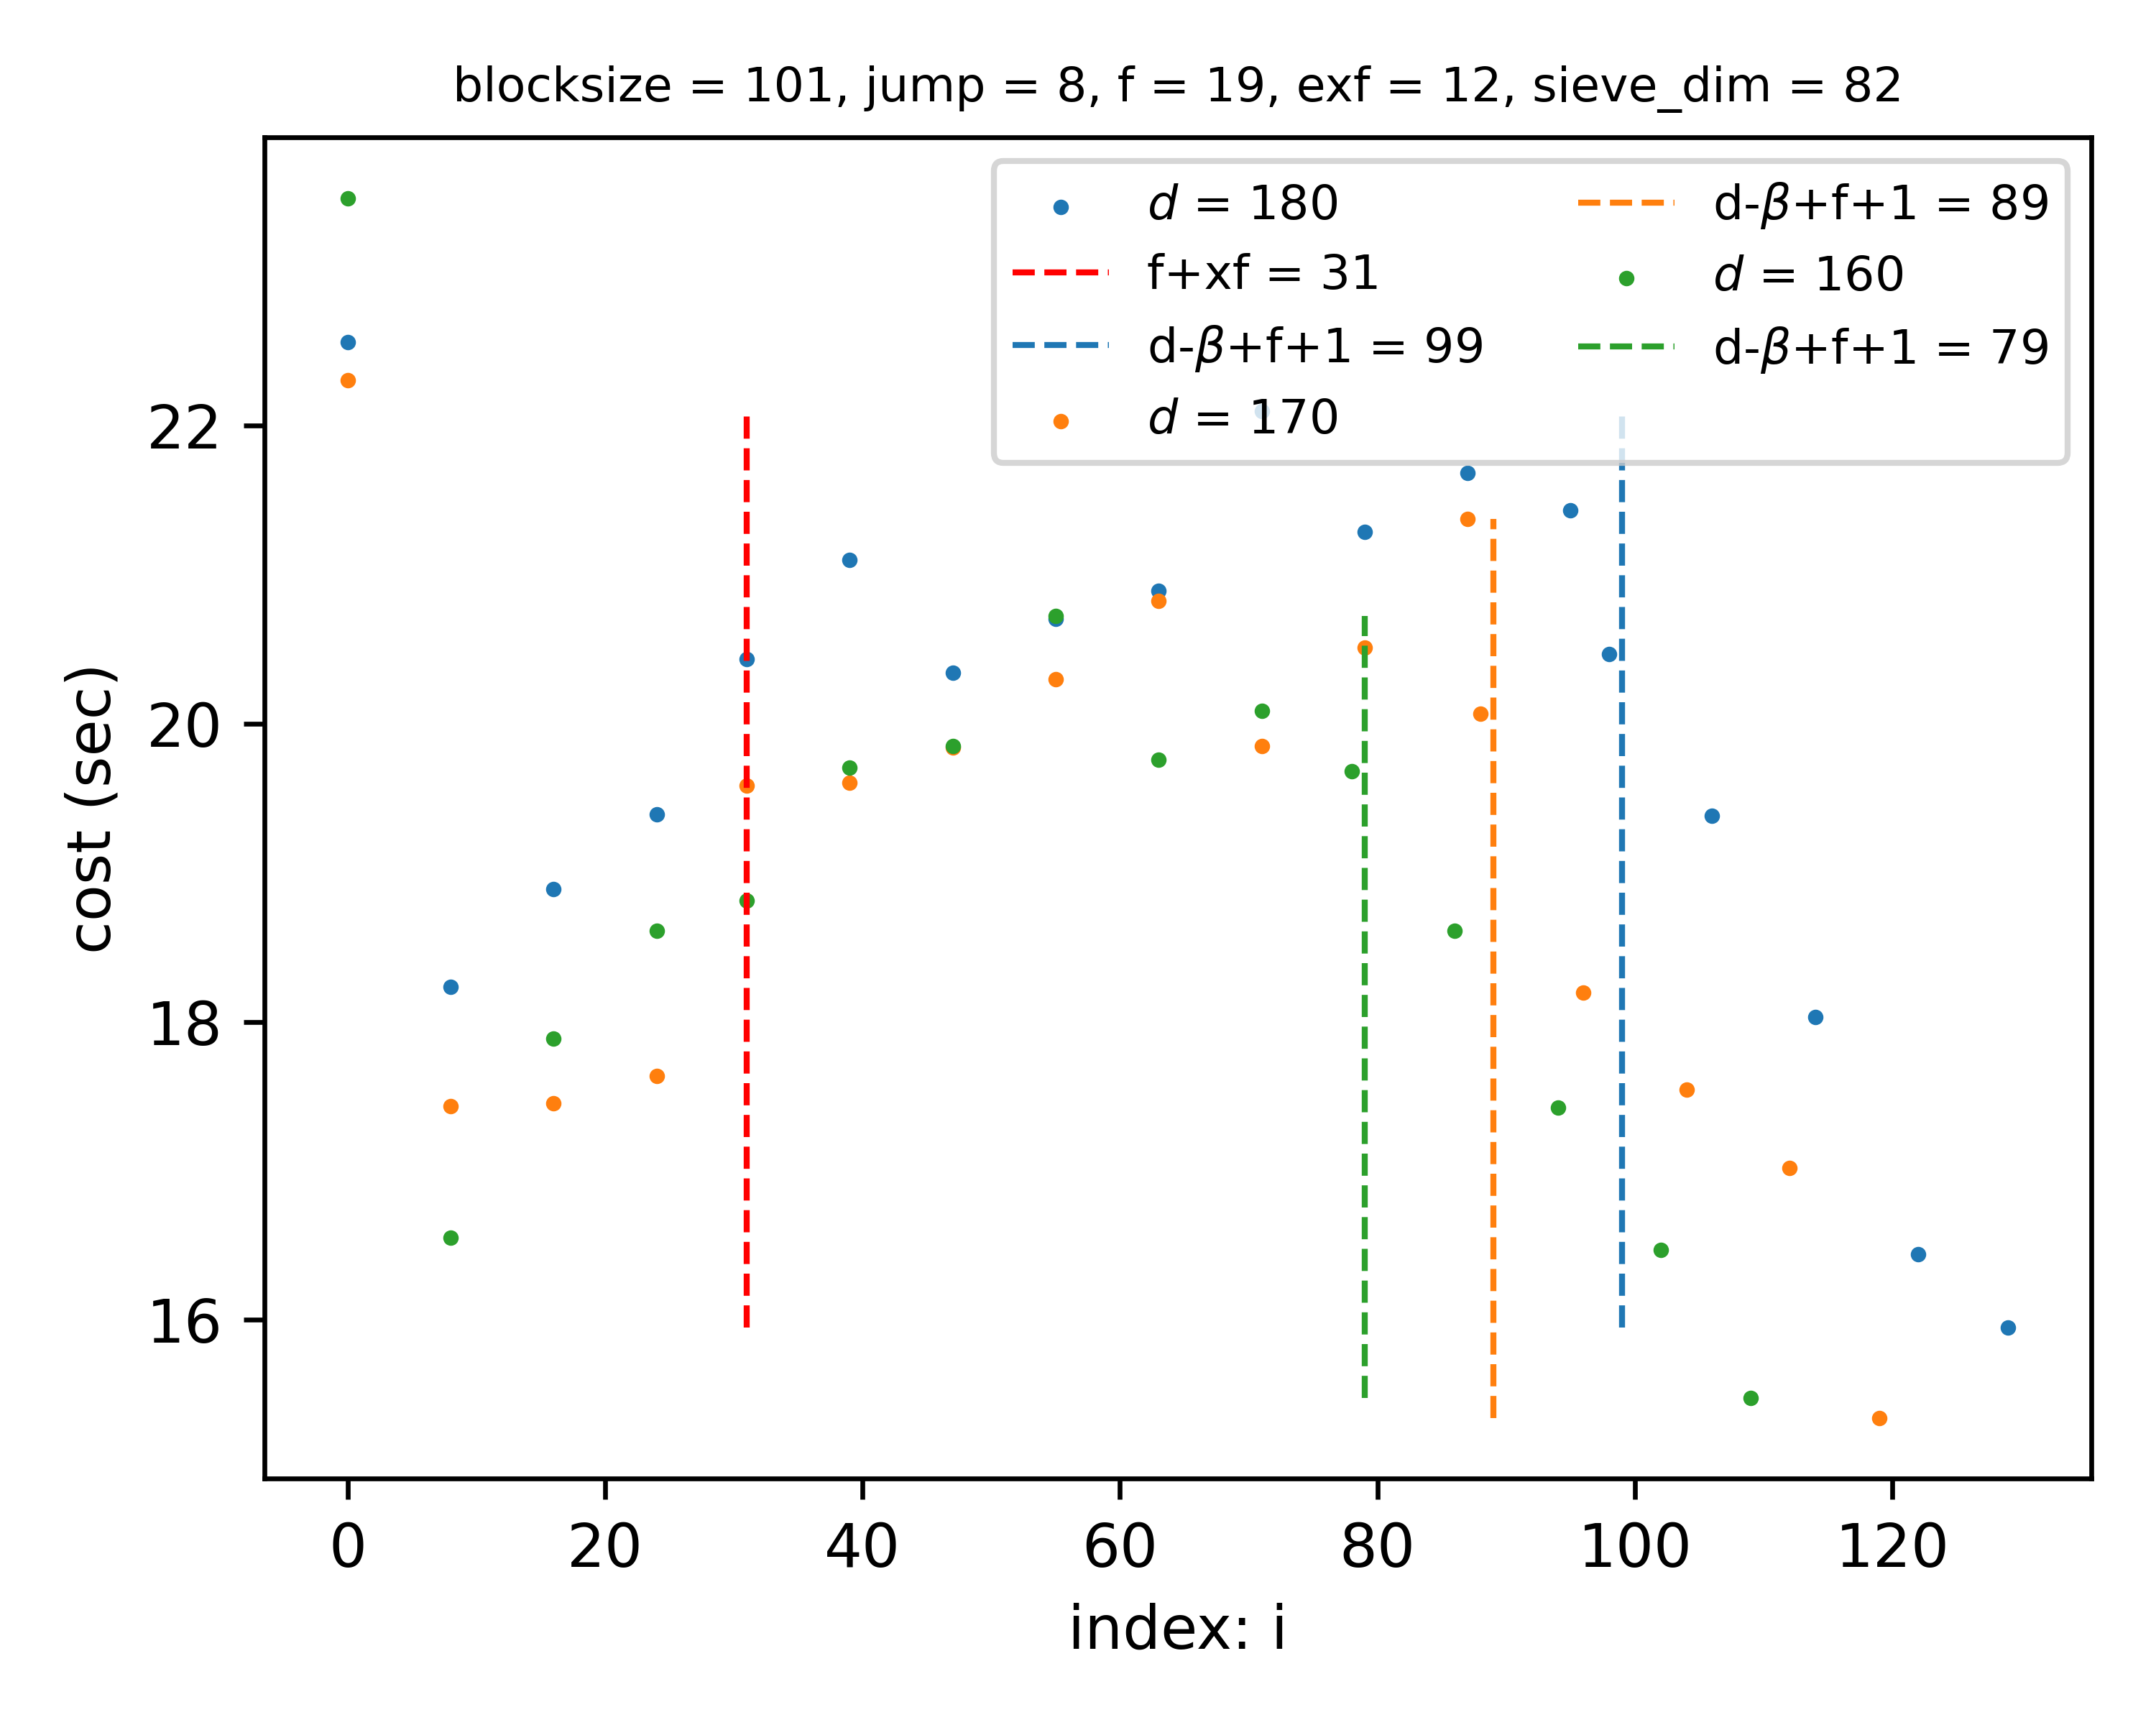 blocksize = 101, jump = 8, f = 19, exf = 12, sieve_dim = 82
d = 180
f+xf = 31
d-β+f+1 = 99
d = 170
d-β+f+1 = 89
d = 160
d-β+f+1 = 79
cost (sec)
22
20
18
16
0 20 40 60 80 100 120
index: i